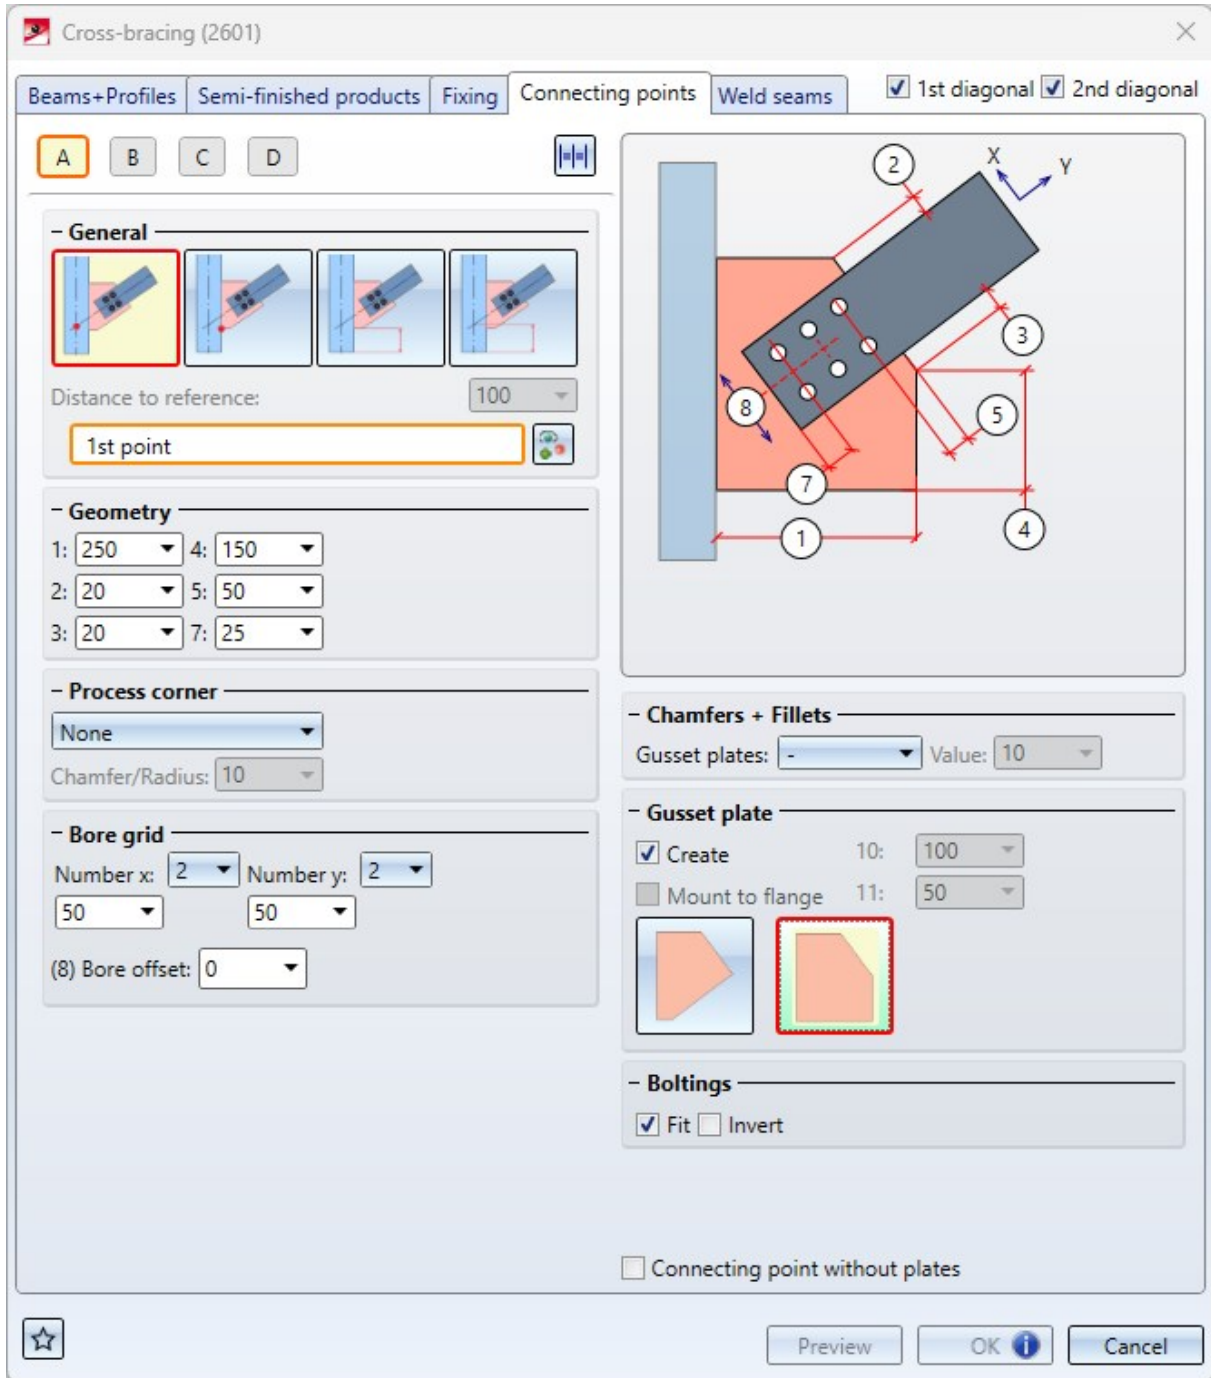 Cross-bracing (2601)
Beams+Profiles Semi-finished products Fixing Connecting points Weld seams 1st diagonal 2nd diagonal
A B C D
General
Distance to reference: 100
1st point
Geometry
1: 250 4: 150
2: 20 5: 50
3: 20 7: 25
Process corner
None
Chamfer/Radius: 10
Bore grid
Number x: 2 Number y: 2
50 50
(8) Bore offset: 0
X Y
2
3
8 5
7
1 4
Chamfers + Fillets
Gusset plates: - Value: 10
Gusset plate
Create 10: 100
Mount to flange 11: 50
Boltings
Fit Invert
Connecting point without plates
Preview OK i Cancel